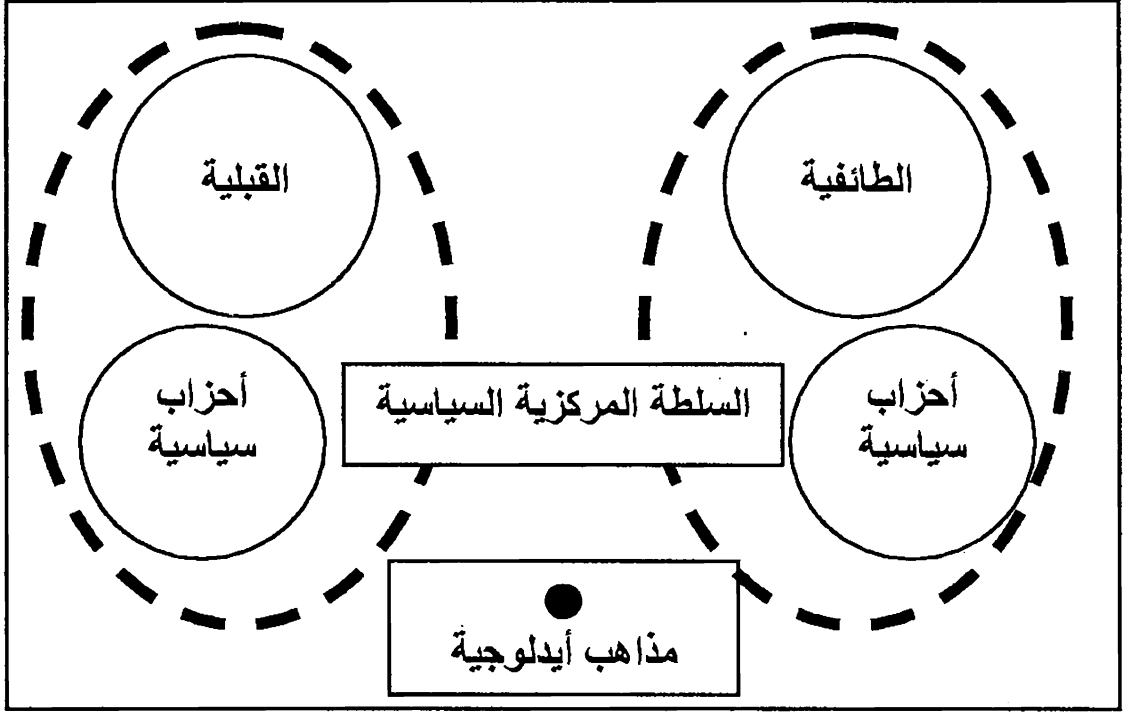 الطائفية
القبلية
أحزاب
سياسية
السلطة المركزية السياسية
أحزاب
سياسية
مذاهب أيدلوجية